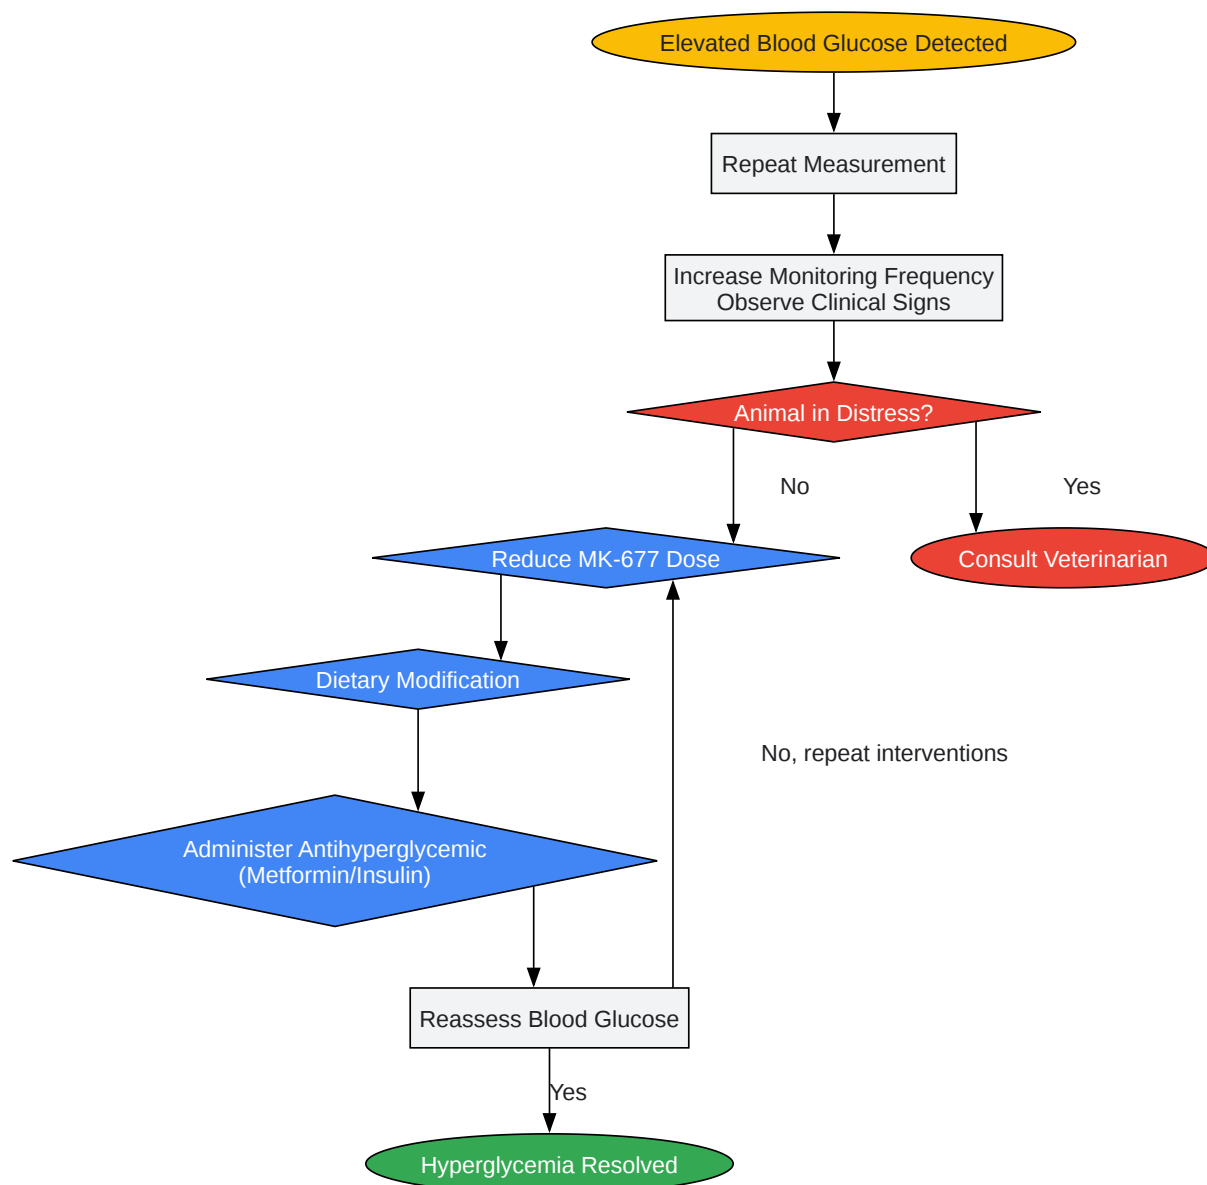 Elevated Blood Glucose Detected
Repeat Measurement
Increase Monitoring Frequency
Observe Clinical Signs
Animal in Distress?
No
Yes
Reduce MK-677 Dose
Consult Veterinarian
Dietary Modification
No, repeat interventions
Administer Antihyperglycemic
(Metformin/Insulin)
Reassess Blood Glucose
Yes
Hyperglycemia Resolved